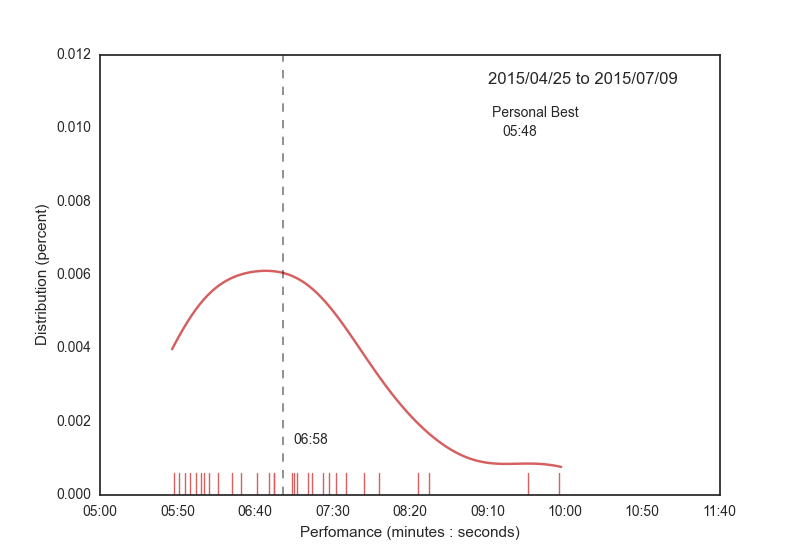 0.012
2015/04/25 to 2015/07/09
Personal Best
05:48
0.010
0.008
0.006
0.004
0.002
0.000
Distribution (percent)
06:58
05:00 05:50 06:40 07:30 08:20 09:10 10:00 10:50 11:40
Perfomance (minutes : seconds)